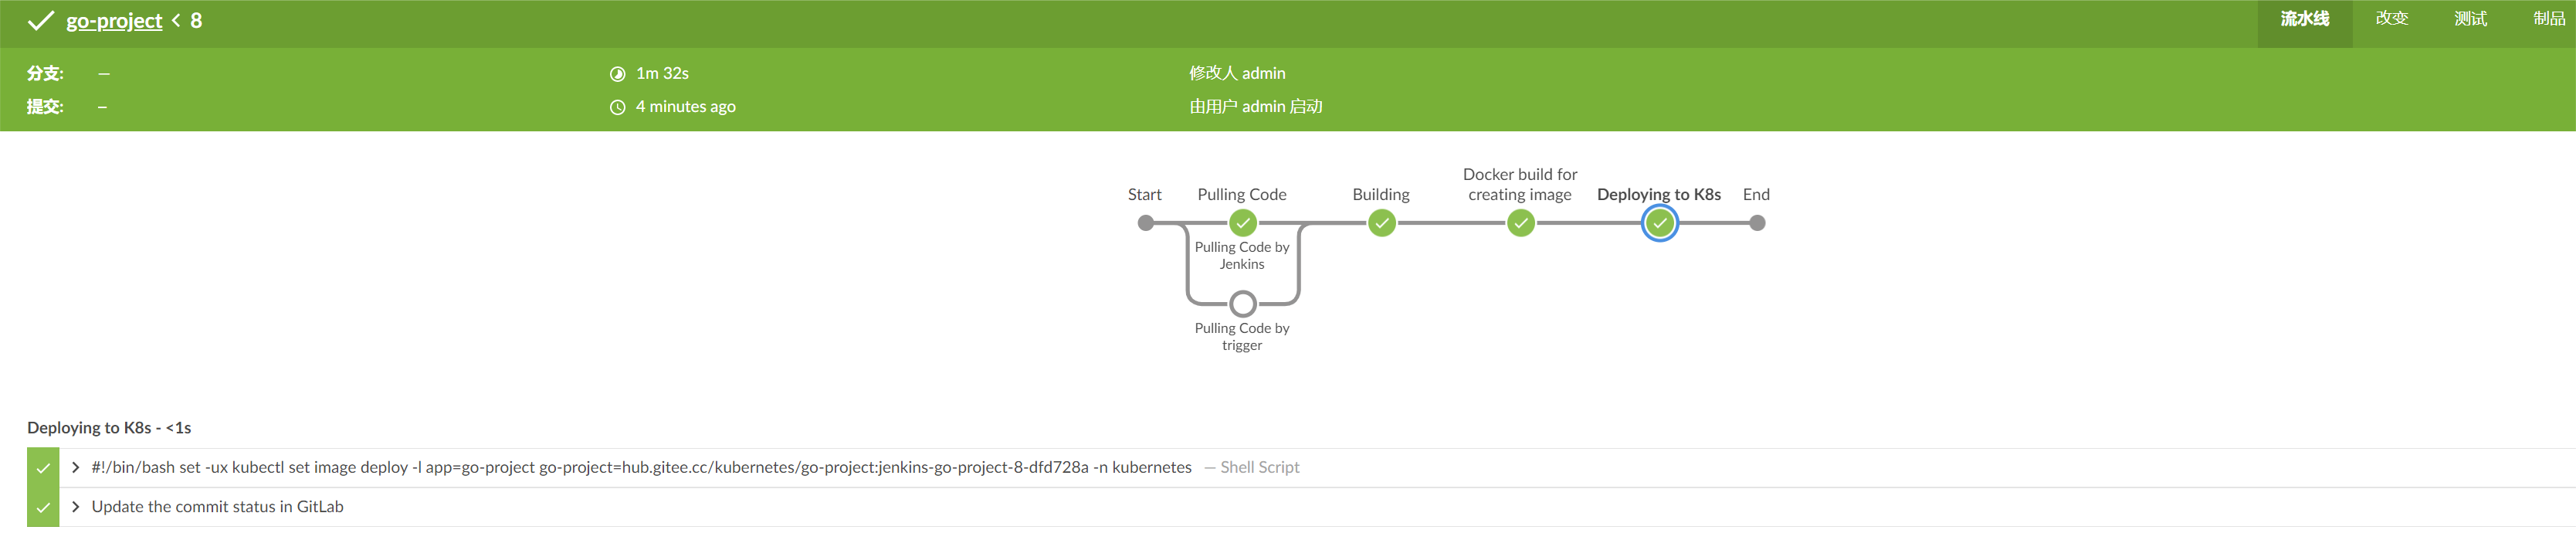 go-project < 8
流水线 改变 测试 制品
分支: —
1m 32s
修改人 admin
提交: –
4 minutes ago
由用户 admin 启动
Start
Pulling Code
Building
Docker build for
creating image
Deploying to K8s
End
Pulling Code by
Jenkins
Pulling Code by
trigger
Deploying to K8s - <1s
#!/bin/bash set -ux kubectl set image deploy -l app=go-project go-project=hub.gitee.cc/kubernetes/go-project:jenkins-go-project-8-dfd728a -n kubernetes — Shell Script
Update the commit status in GitLab